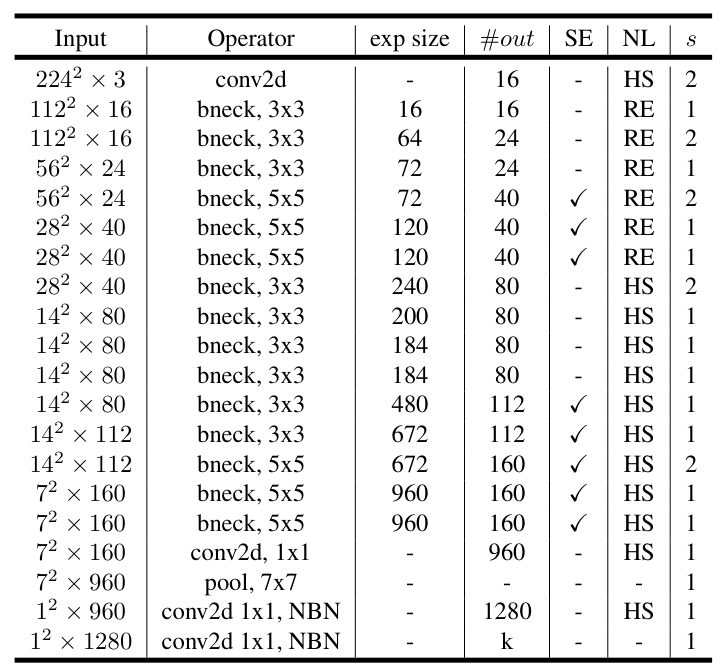 Input Operator exp size #out SE NL s
224² × 3 conv2d - 16 - HS 2
112² × 16 bneck, 3x3 16 16 - RE 1
112² × 16 bneck, 3x3 64 24 - RE 2
56² × 24 bneck, 3x3 72 24 - RE 1
56² × 24 bneck, 5x5 72 40 ✓ RE 2
28² × 40 bneck, 5x5 120 40 ✓ RE 1
28² × 40 bneck, 5x5 120 40 ✓ RE 1
28² × 40 bneck, 3x3 240 80 - HS 2
14² × 80 bneck, 3x3 200 80 - HS 1
14² × 80 bneck, 3x3 184 80 - HS 1
14² × 80 bneck, 3x3 184 80 - HS 1
14² × 80 bneck, 3x3 480 112 ✓ HS 1
14² × 112 bneck, 3x3 672 112 ✓ HS 1
14² × 112 bneck, 5x5 672 160 ✓ HS 2
7² × 160 bneck, 5x5 960 160 ✓ HS 1
7² × 160 bneck, 5x5 960 160 ✓ HS 1
7² × 160 conv2d, 1x1 - 960 - HS 1
7² × 960 pool, 7x7 - - - - 1
1² × 960 conv2d 1x1, NBN - 1280 - HS 1
1² × 1280 conv2d 1x1, NBN - k - - 1